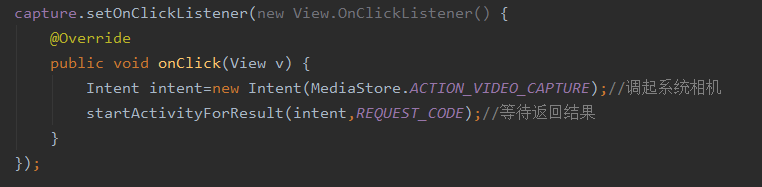 capture.setOnClickListener(new View.OnClickListener() {
    @Override
    public void onClick(View v) {
        Intent intent=new Intent(MediaStore.ACTION_VIDEO_CAPTURE);//调起系统相机
        startActivityForResult(intent,REQUEST_CODE);//等待返回结果
    }
});